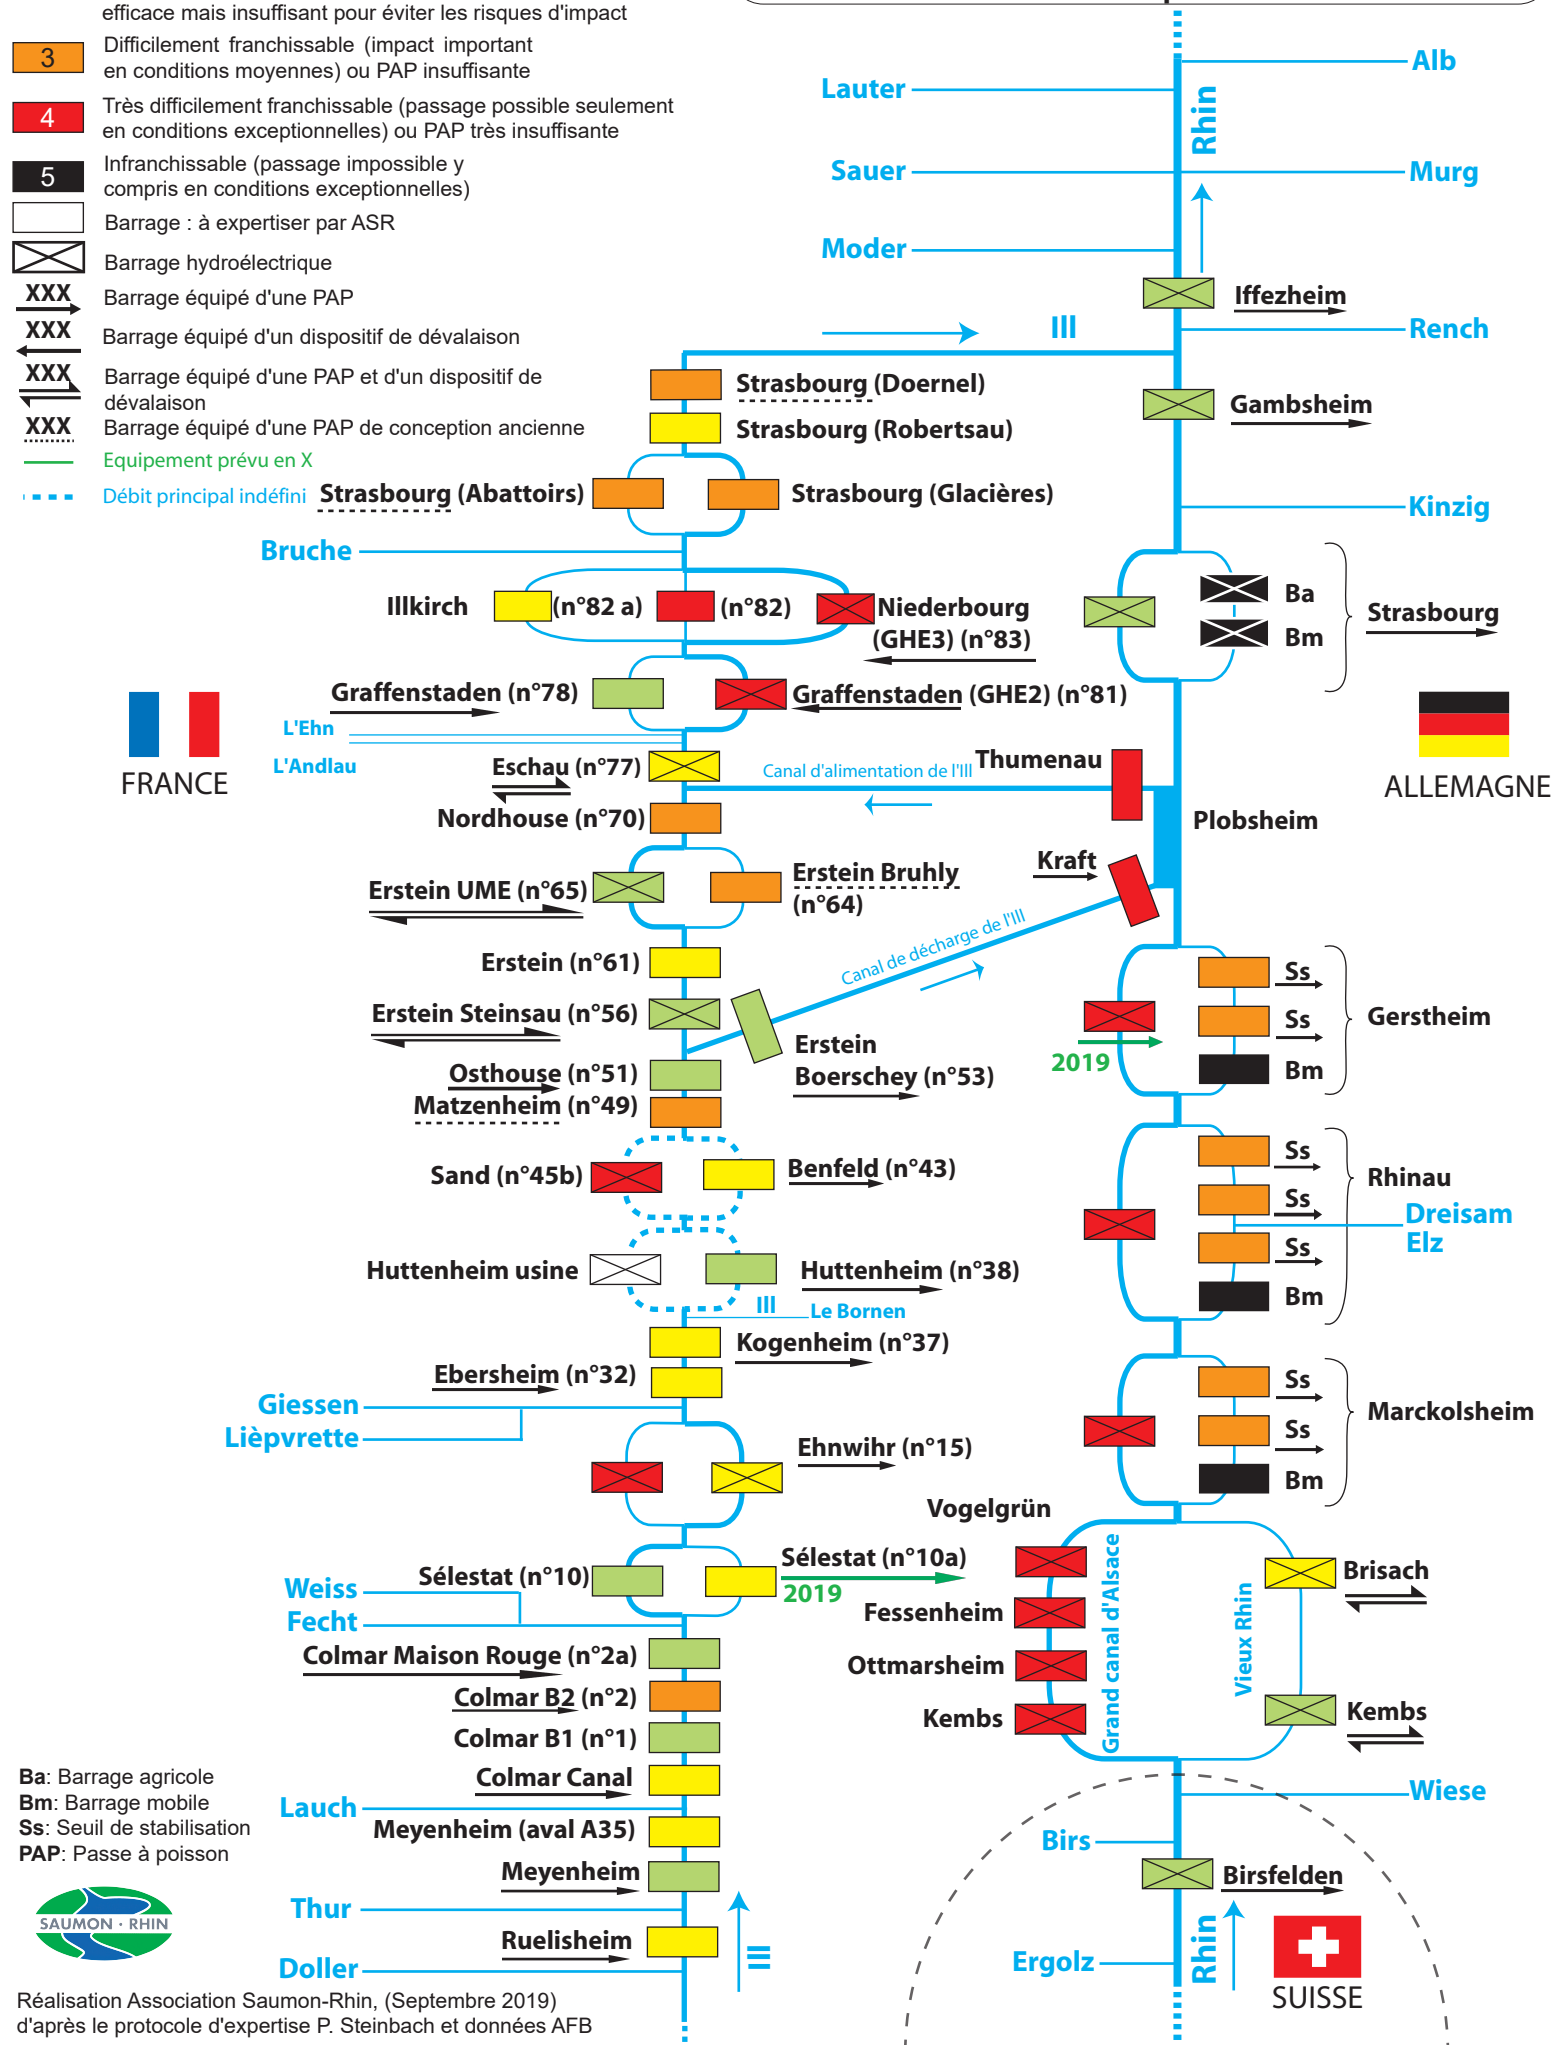 efficace mais insuffisant pour éviter les risques d'impact
3
Difficilement franchissable (impact important
en conditions moyennes) ou PAP insuffisante
4
Très difficilement franchissable (passage possible seulement
en conditions exceptionnelles) ou PAP très insuffisante
5
Infranchissable (passage impossible y
compris en conditions exceptionnelles)
Barrage : à expertiser par ASR
Barrage hydroélectrique
XXX
Barrage équipé d'une PAP
XXX
Barrage équipé d'un dispositif de dévalaison
XXX
Barrage équipé d'une PAP et d'un dispositif de
dévalaison
XXX
Barrage équipé d'une PAP de conception ancienne
Equipement prévu en X
Débit principal indéfini
Alb
Lauter
Rhin
Sauer
Murg
Moder
Iffezheim
Ill
Rench
Strasbourg (Doernel)
Gambsheim
Strasbourg (Robertsau)
Strasbourg (Abattoirs)
Strasbourg (Glacières)
Kinzig
Bruche
Illkirch
(n°82 a)
(n°82)
Niederbourg
(GHE3) (n°83)
Ba
Bm
Strasbourg
Graffenstaden (n°78)
Graffenstaden (GHE2) (n°81)
L'Ehn
L'Andlau
FRANCE
ALLEMAGNE
Eschau (n°77)
Canal d'alimentation de l'Ill
Thumenau
Nordhouse (n°70)
Plobsheim
Kraft
Erstein UME (n°65)
Erstein Bruhly
(n°64)
Canal de décharge de l'Ill
Erstein (n°61)
Ss
Erstein Steinsau (n°56)
Ss
Gerstheim
Erstein
Boerschey (n°53)
2019
Bm
Osthouse (n°51)
Matzenheim (n°49)
Sand (n°45b)
Benfeld (n°43)
Ss
Rhinau
Ss
Dreisam
Elz
Ss
Bm
Huttenheim usine
Huttenheim (n°38)
Ill
Le Bornen
Kogenheim (n°37)
Ebersheim (n°32)
Ss
Giessen
Lièpvrette
Marckolsheim
Ss
Ehnwihr (n°15)
Bm
Vogelgrün
Sélestat (n°10)
Sélestat (n°10a)
2019
Brisach
Weiss
Fecht
Fessenheim
Grand canal d'Alsace
Vieux Rhin
Colmar Maison Rouge (n°2a)
Ottmarsheim
Colmar B2 (n°2)
Kembs
Kembs
Colmar B1 (n°1)
Colmar Canal
Wiese
Lauch
Meyenheim (aval A35)
Birs
Meyenheim
Birsfelden
Thur
Ruelisheim
Ill
Rhin
Doller
Ergolz
SUISSE
Ba: Barrage agricole
Bm: Barrage mobile
Ss: Seuil de stabilisation
PAP: Passe à poisson
SAUMON · RHIN
Réalisation Association Saumon-Rhin, (Septembre 2019)
d'après le protocole d'expertise P. Steinbach et données AFB